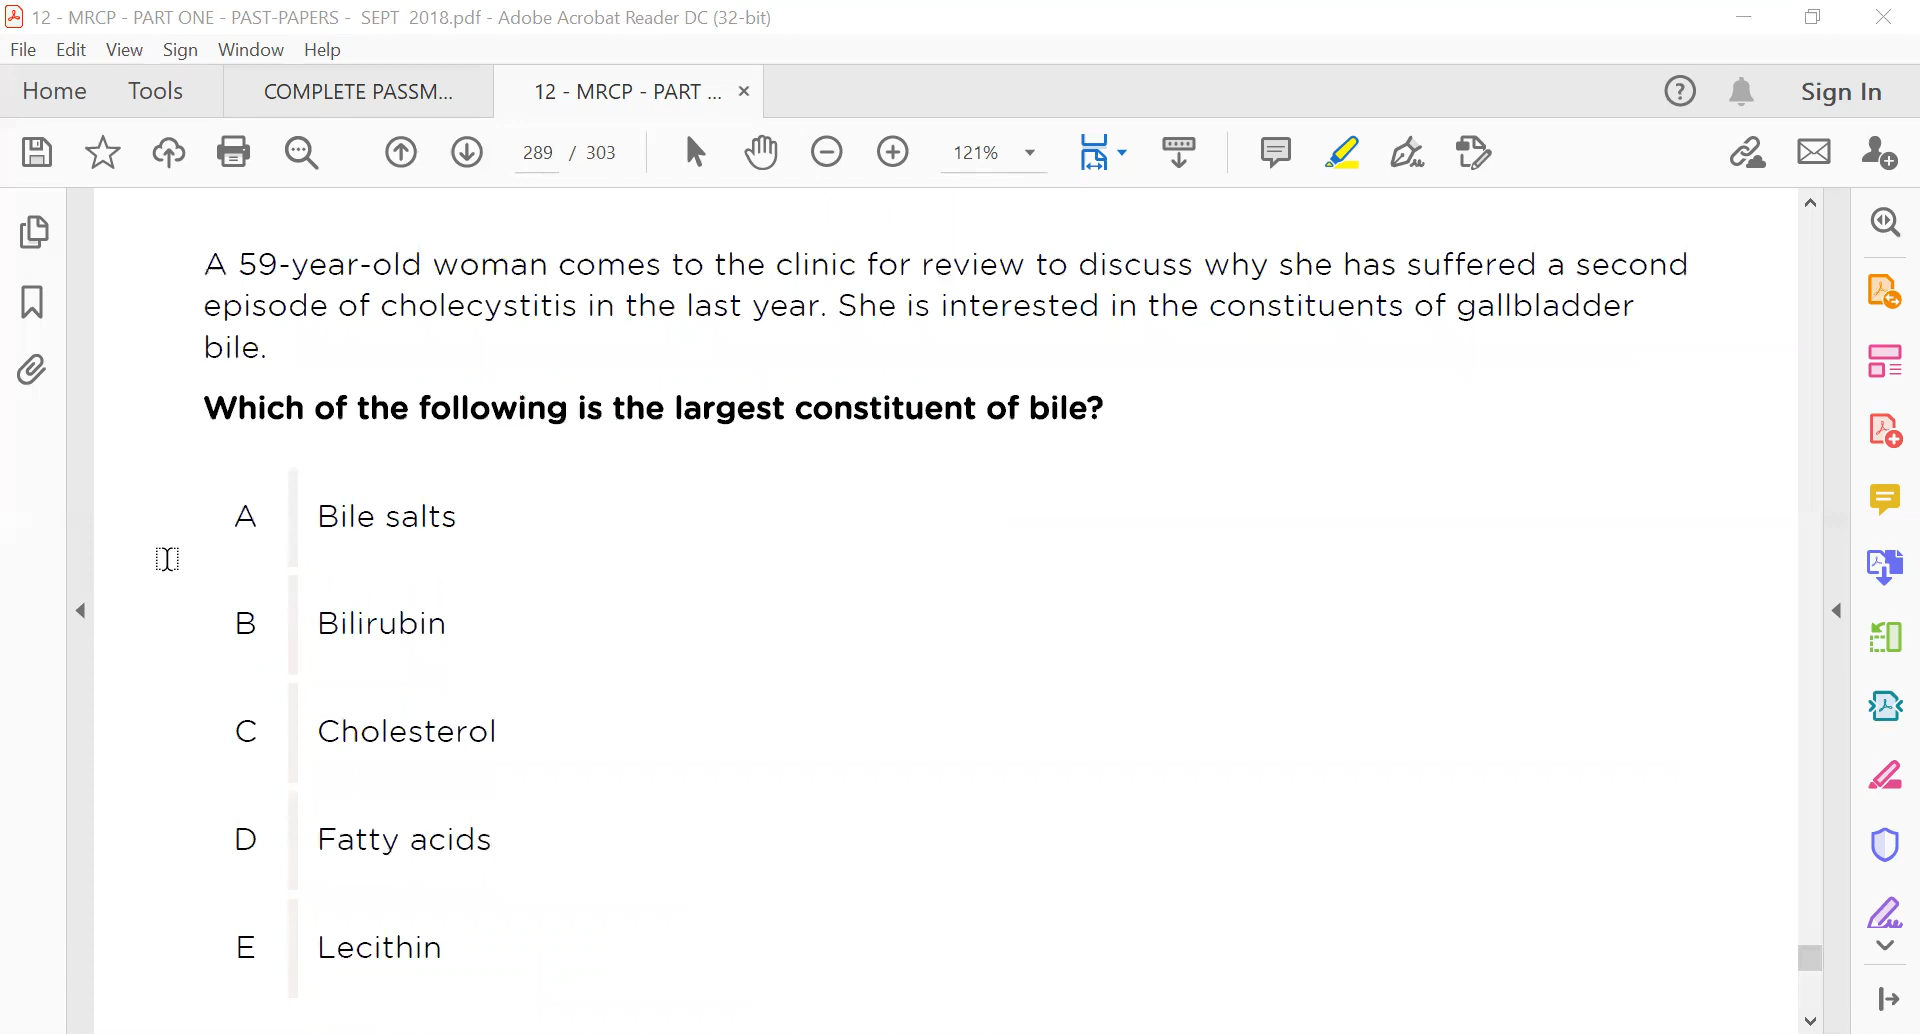 12 - MRCP - PART ONE - PAST-PAPERS - SEPT 2018.pdf - Adobe Acrobat Reader DC (32-bit)
File Edit View Sign Window Help
Home Tools COMPLETE PASSM... 12 - MRCP - PART ... × Sign In
289 / 303 121%
A 59-year-old woman comes to the clinic for review to discuss why she has suffered a second
episode of cholecystitis in the last year. She is interested in the constituents of gallbladder
bile.
Which of the following is the largest constituent of bile?
A Bile salts
B Bilirubin
C Cholesterol
D Fatty acids
E Lecithin